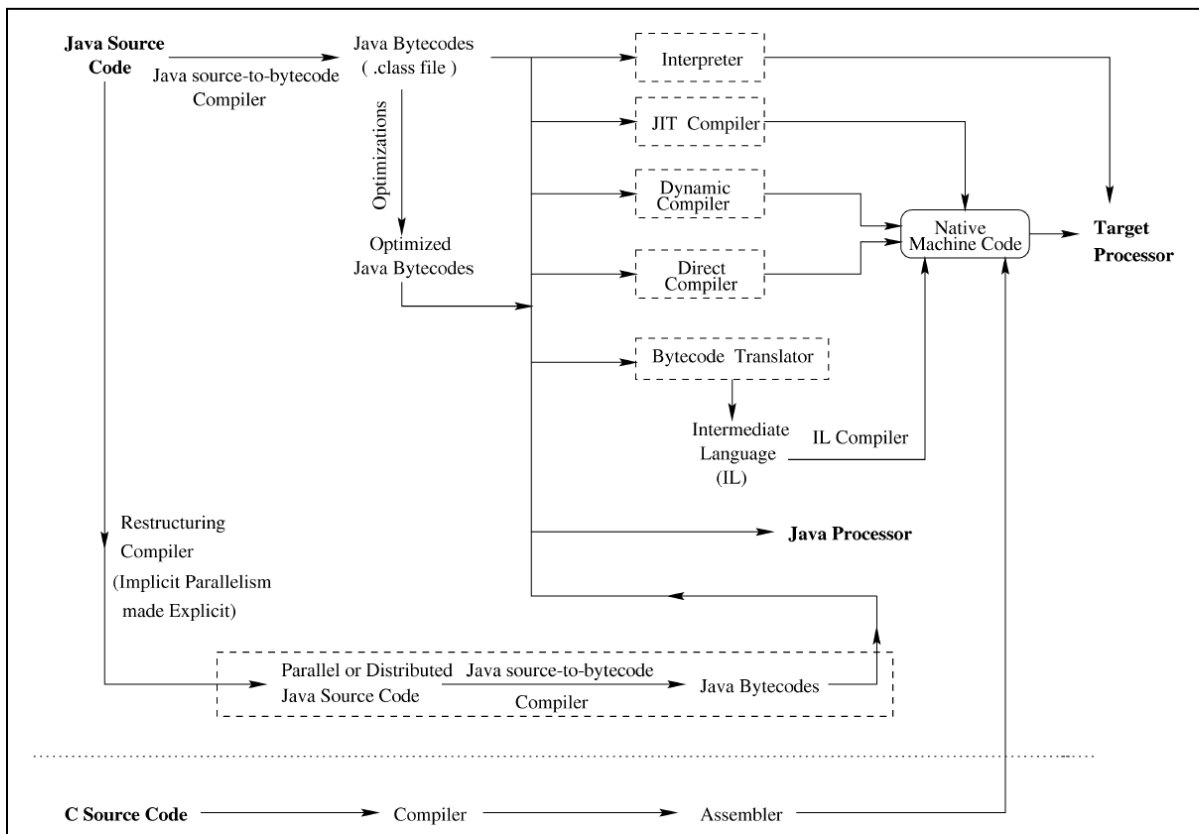 Java Source
Code
Java source-to-bytecode
Compiler
Java Bytecodes
( .class file )
Optimizations
Optimized
Java Bytecodes
Interpreter
JIT Compiler
Dynamic
Compiler
Direct
Compiler
Native
Machine Code
Target
Processor
Bytecode Translator
Intermediate
Language
(IL)
IL Compiler
Java Processor
Restructuring
Compiler
(Implicit Parallelism
made Explicit)
Parallel or Distributed
Java Source Code
Java source-to-bytecode
Compiler
Java Bytecodes
C Source Code
Compiler
Assembler